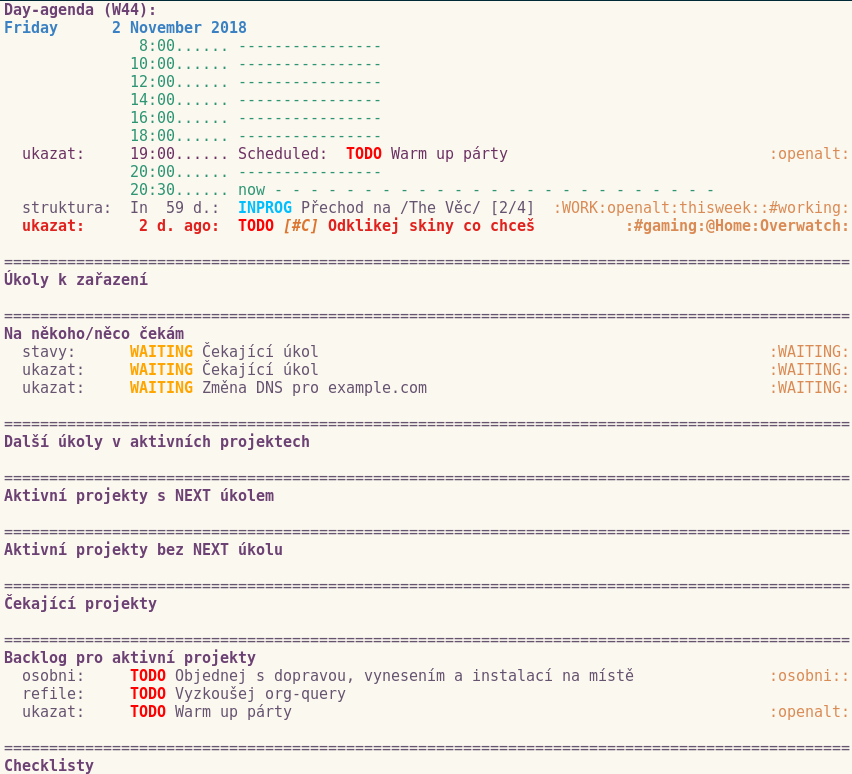 Day-agenda (W44):
Friday      2 November 2018
               8:00...... ----------------
              10:00...... ----------------
              12:00...... ----------------
              14:00...... ----------------
              16:00...... ----------------
              18:00...... ----------------
  ukazat:     19:00...... Scheduled:  TODO Warm up párty                             :openalt:
              20:00...... ----------------
              20:30...... now - - - - - - - - - - - - - - - - - - - - - - - - -
  struktura:  In  59 d.:  INPROG Přechod na /The Věc/ [2/4]  :WORK:openalt:thisweek::#working:
  ukazat:      2 d. ago:  TODO [#C] Odklikej skiny co chceš          :#gaming:@Home:Overwatch:
==============================================================================================
Úkoly k zařazení
==============================================================================================
Na někoho/něco čekám
  stavy:      WAITING Čekající úkol                                                  :WAITING:
  ukazat:     WAITING Čekající úkol                                                  :WAITING:
  ukazat:     WAITING Změna DNS pro example.com                                      :WAITING:
==============================================================================================
Další úkoly v aktivních projektech
==============================================================================================
Aktivní projekty s NEXT úkolem
==============================================================================================
Aktivní projekty bez NEXT úkolu
==============================================================================================
Čekající projekty
==============================================================================================
Backlog pro aktivní projekty
  osobni:     TODO Objednej s dopravou, vynesením a instalací na místě               :osobni::
  refile:     TODO Vyzkoušej org-query
  ukazat:     TODO Warm up párty                                                     :openalt:
==============================================================================================
Checklisty